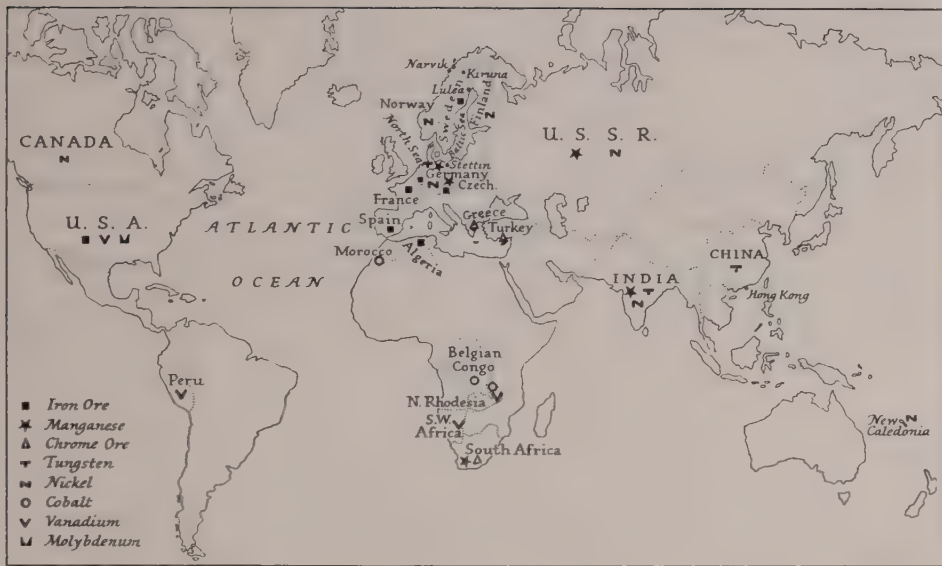 Narvik
Kiruna
Lulea
Norway
Sweden
Finland
Baltic Sea
North Sea
CANADA
U. S. S. R.
Stettin
Germany
Czech.
France
U. S. A.
ATLANTIC
OCEAN
Spain
Greece
Turkey
Morocco
Algeria
CHINA
INDIA
Hong Kong
Belgian
Congo
Peru
N. Rhodesia
S.W.
Africa
South Africa
New
Caledonia
Iron Ore
Manganese
Chrome Ore
Tungsten
Nickel
Cobalt
Vanadium
Molybdenum